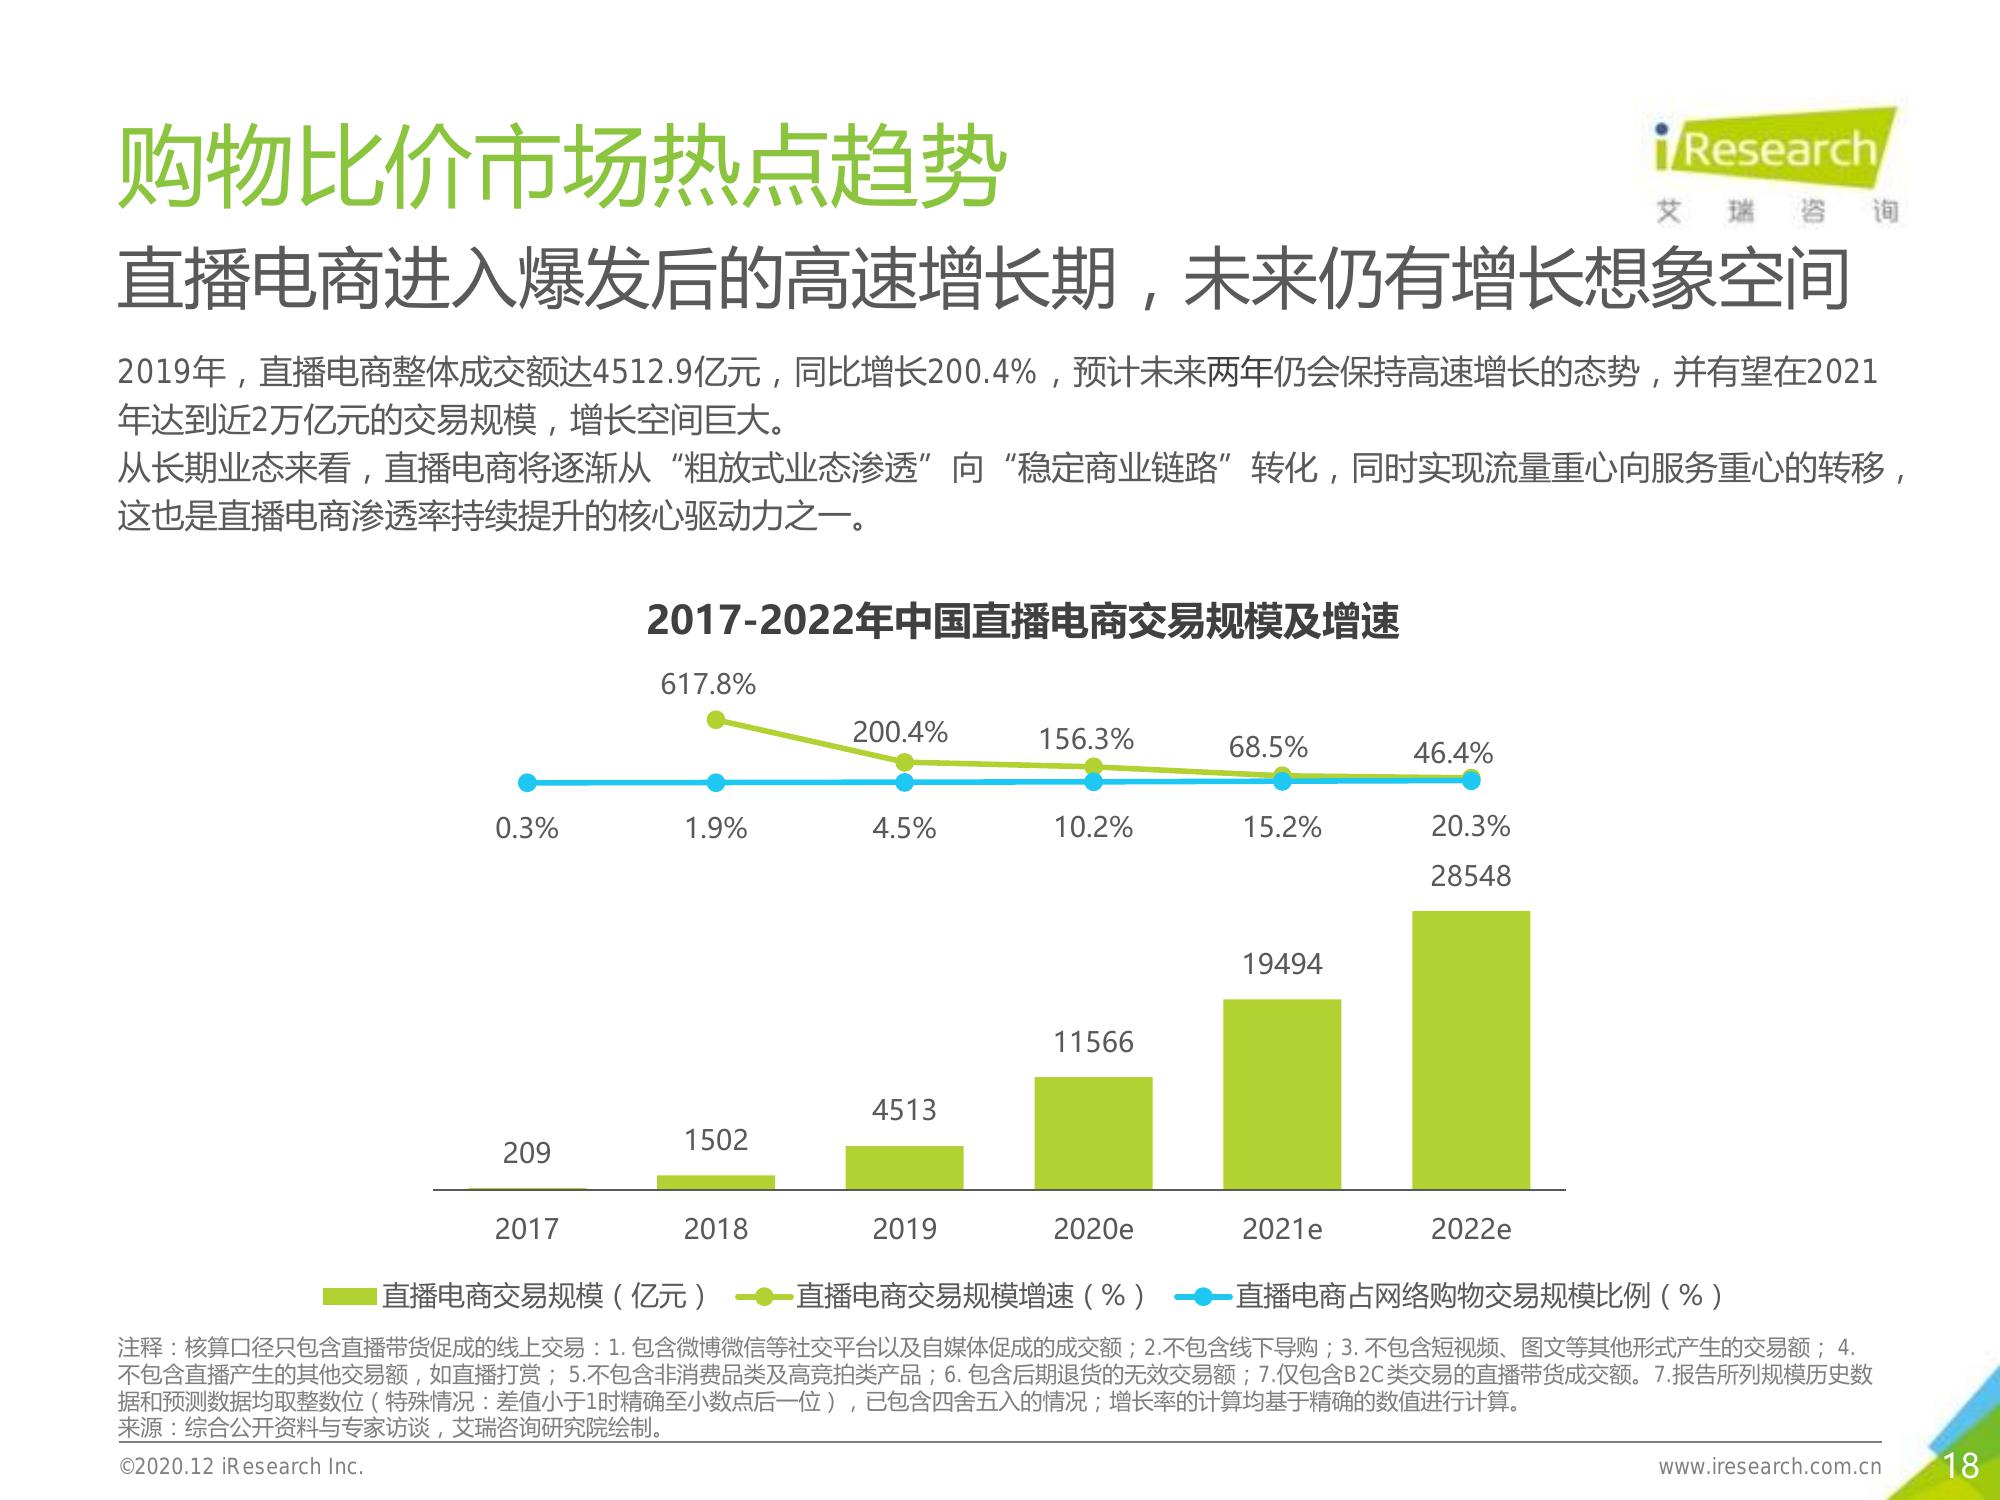 购物比价市场热点趋势
iResearch
艾瑞咨询
直播电商进入爆发后的高速增长期，未来仍有增长想象空间
2019年，直播电商整体成交额达4512.9亿元，同比增长200.4%，预计未来两年仍会保持高速增长的态势，并有望在2021
年达到近2万亿元的交易规模，增长空间巨大。
从长期业态来看，直播电商将逐渐从“粗放式业态渗透”向“稳定商业链路”转化，同时实现流量重心向服务重心的转移，
这也是直播电商渗透率持续提升的核心驱动力之一。
2017-2022年中国直播电商交易规模及增速
617.8%
200.4%
156.3%
68.5%
46.4%
0.3%
1.9%
4.5%
10.2%
15.2%
20.3%
209
1502
4513
11566
19494
28548
2017
2018
2019
2020e
2021e
2022e
直播电商交易规模（亿元）
直播电商交易规模增速（%）
直播电商占网络购物交易规模比例（%）
注释：核算口径只包含直播带货促成的线上交易：1. 包含微博微信等社交平台以及自媒体促成的成交额；2.不包含线下导购；3. 不包含短视频、图文等其他形式产生的交易额； 4.
不包含直播产生的其他交易额，如直播打赏； 5.不包含非消费品类及高竞拍类产品；6. 包含后期退货的无效交易额；7.仅包含B2C类交易的直播带货成交额。7.报告所列规模历史数
据和预测数据均取整数位（特殊情况：差值小于1时精确至小数点后一位），已包含四舍五入的情况；增长率的计算均基于精确的数值进行计算。
来源：综合公开资料与专家访谈，艾瑞咨询研究院绘制。
©2020.12 iResearch Inc.
www.iresearch.com.cn
18